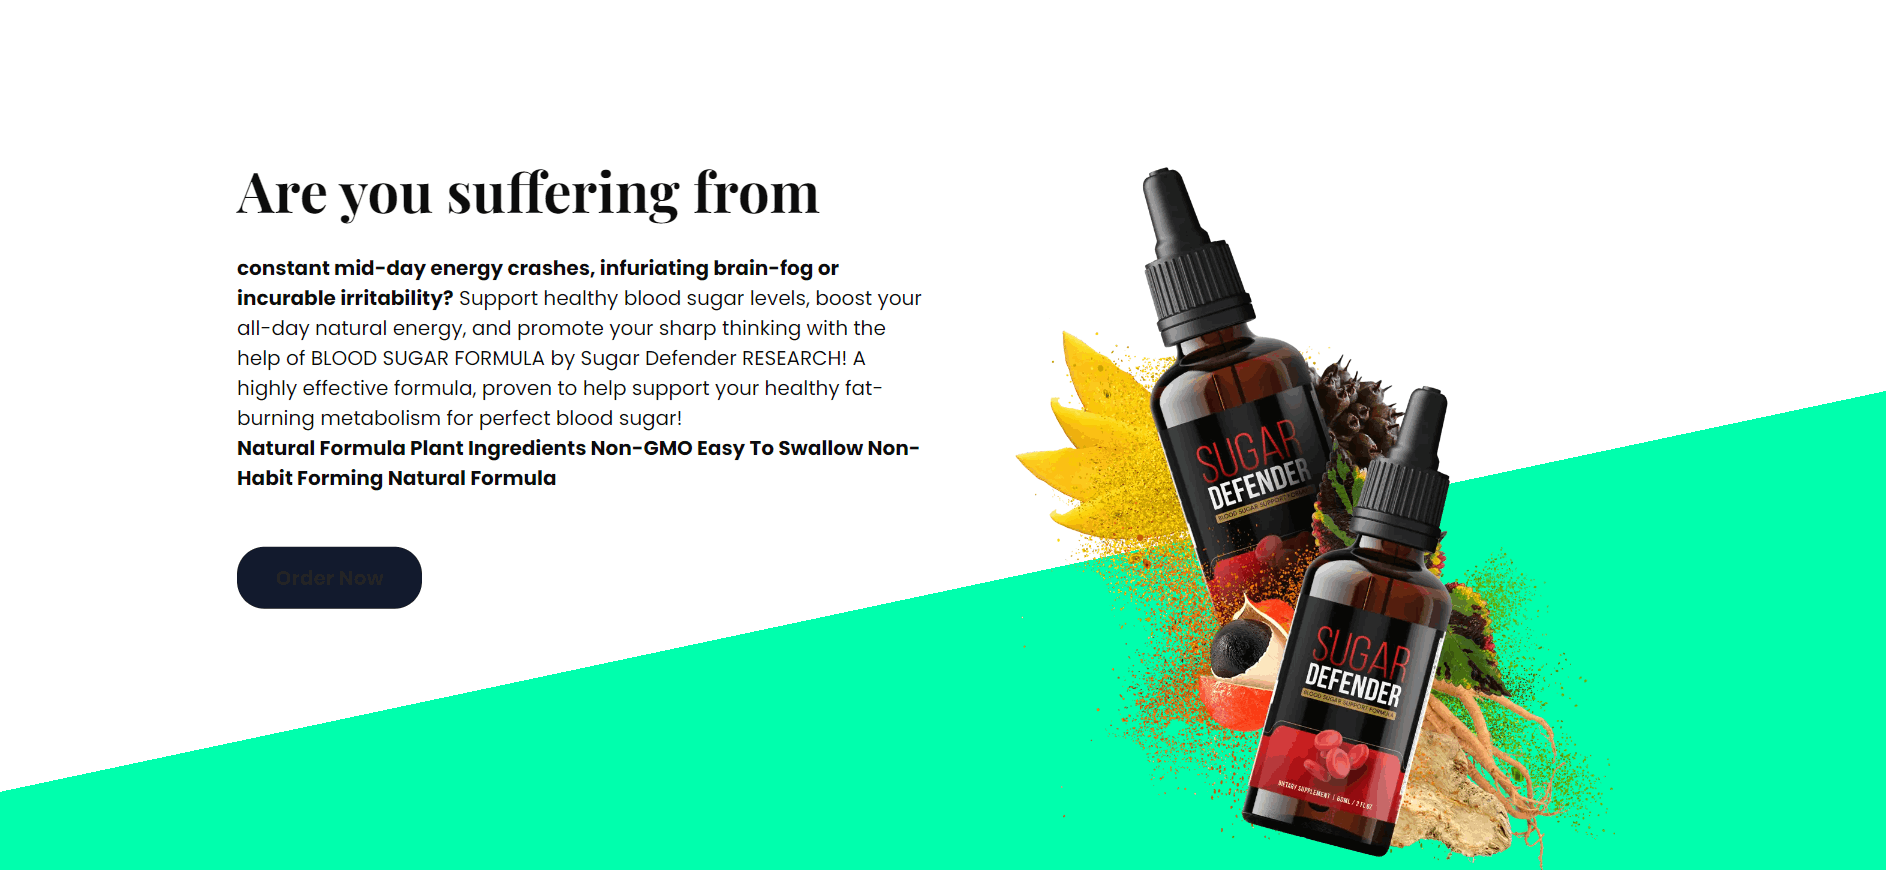 Are you suffering from
constant mid-day energy crashes, infuriating brain-fog or
incurable irritability? Support healthy blood sugar levels, boost your
all-day natural energy, and promote your sharp thinking with the
help of BLOOD SUGAR FORMULA by Sugar Defender RESEARCH! A
highly effective formula, proven to help support your healthy fat-
burning metabolism for perfect blood sugar!
Natural Formula Plant Ingredients Non-GMO Easy To Swallow Non-
Habit Forming Natural Formula
Order Now
SUGAR
DEFENDER
BLOOD SUGAR SUPPORT FORMULA
SUGAR
DEFENDER
BLOOD SUGAR SUPPORT FORMULA
DIETARY SUPPLEMENT | 60ML / 2 FL OZ